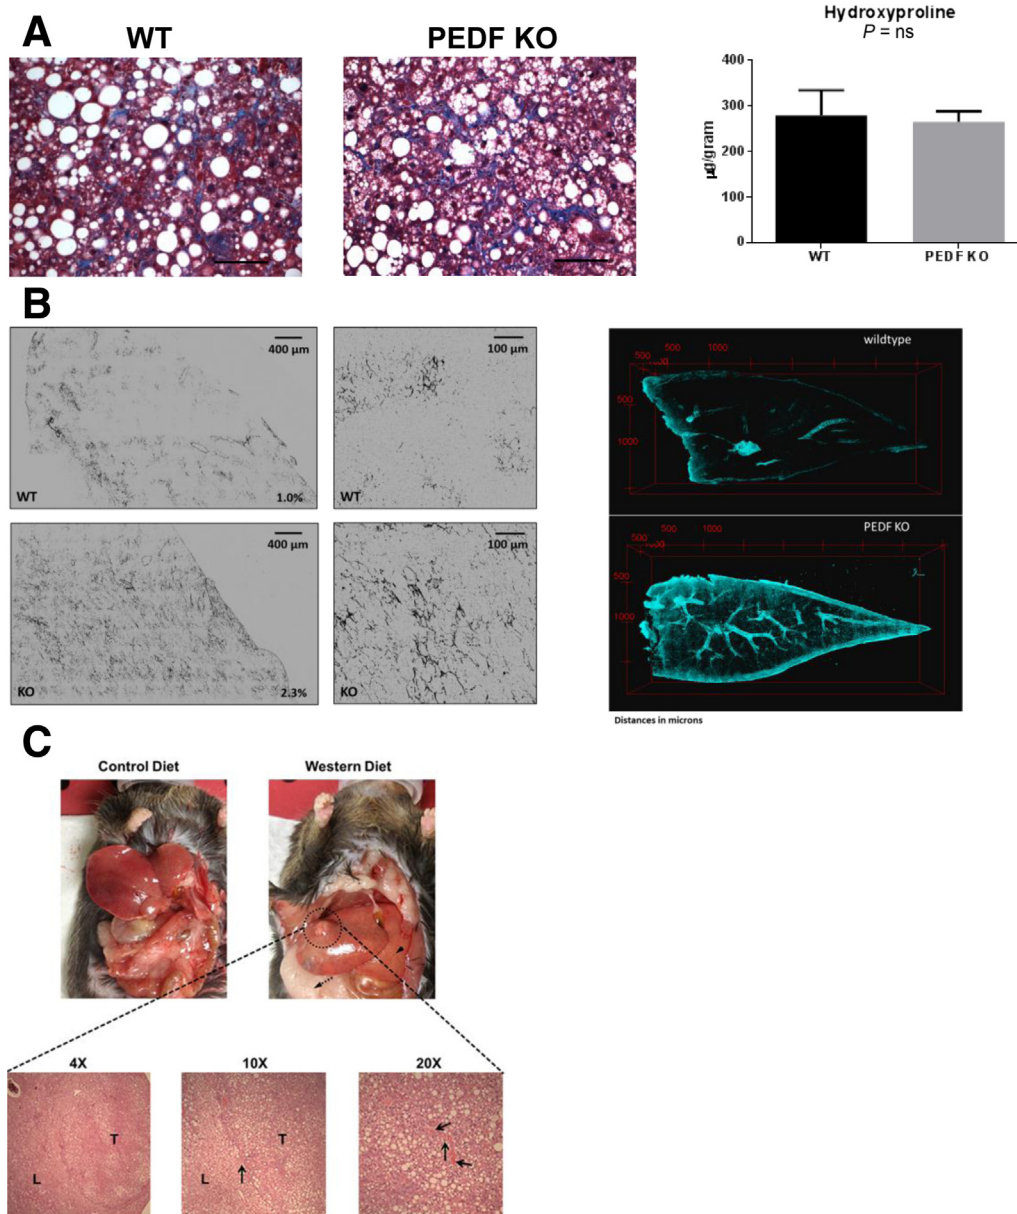 A
WT
PEDF KO
Hydroxyproline
P = ns
400
300
200
100
0
µg/gram
WT
PEDF KO
B
400 µm
WT
1.0%
100 µm
WT
400 µm
KO
2.3%
100 µm
KO
wildtype
500
500
1000
500
1000
PEDF KO
500
500
1000
500
1000
Distances in microns
C
Control Diet
Western Diet
4X
10X
20X
T
L
T
L